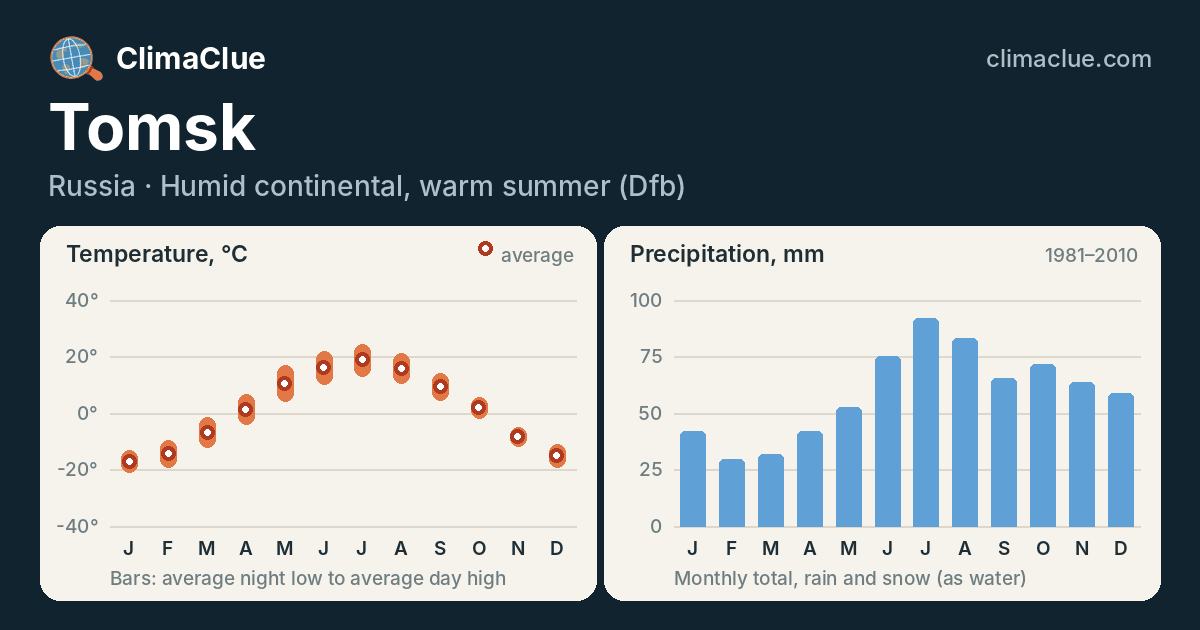 ClimaClue
climaclue.com
Tomsk
Russia · Humid continental, warm summer (Dfb)
Temperature, °C
average
40°
20°
0°
-20°
-40°
J F M A M J J A S O N D
Bars: average night low to average day high
Precipitation, mm
1981–2010
100
75
50
25
0
J F M A M J J A S O N D
Monthly total, rain and snow (as water)